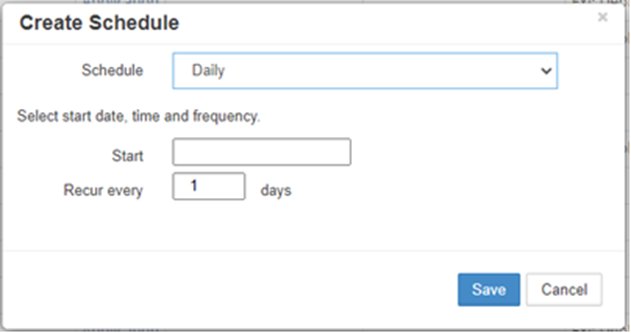 Create Schedule
×
Schedule Daily
Select start date, time and frequency.
Start
Recur every 1 days
Save Cancel